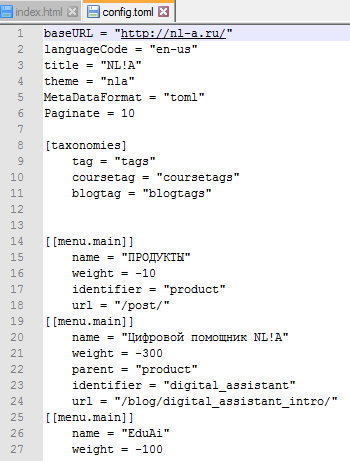 index.html
config.toml
1 baseURL = "http://nl-a.ru/"
2 languageCode = "en-us"
3 title = "NL!A"
4 theme = "nla"
5 MetaDataFormat = "toml"
6 Paginate = 10
7
8 [taxonomies]
9 tag = "tags"
10 coursetag = "coursetags"
11 blogtag = "blogtags"
12
13
14 [[menu.main]]
15 name = "ПРОДУКТЫ"
16 weight = -10
17 identifier = "product"
18 url = "/post/"
19 [[menu.main]]
20 name = "Цифровой помощник NL!A"
21 weight = -300
22 parent = "product"
23 identifier = "digital_assistant"
24 url = "/blog/digital_assistant_intro/"
25 [[menu.main]]
26 name = "EduAi"
27 weight = -100